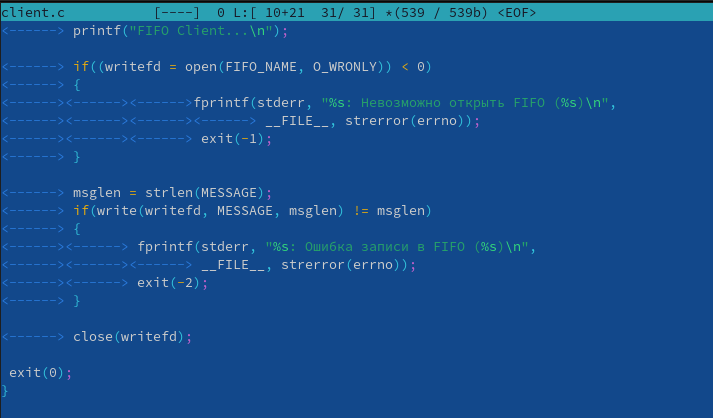 client.c [----] 0 L:[ 10+21 31/ 31] *(539 / 539b) <EOF>
<------> printf("FIFO Client...\n");
<------> if((writefd = open(FIFO_NAME, O_WRONLY)) < 0)
<------> {
<------><------><------>fprintf(stderr, "%s: Невозможно открыть FIFO (%s)\n",
<------><------><------><------> __FILE__, strerror(errno));
<------><------><------> exit(-1);
<------> }
<------> msglen = strlen(MESSAGE);
<------> if(write(writefd, MESSAGE, msglen) != msglen)
<------> {
<------><------> fprintf(stderr, "%s: Ошибка записи в FIFO (%s)\n",
<------><------><------> __FILE__, strerror(errno));
<------><------> exit(-2);
<------> }
<------> close(writefd);
exit(0);
}